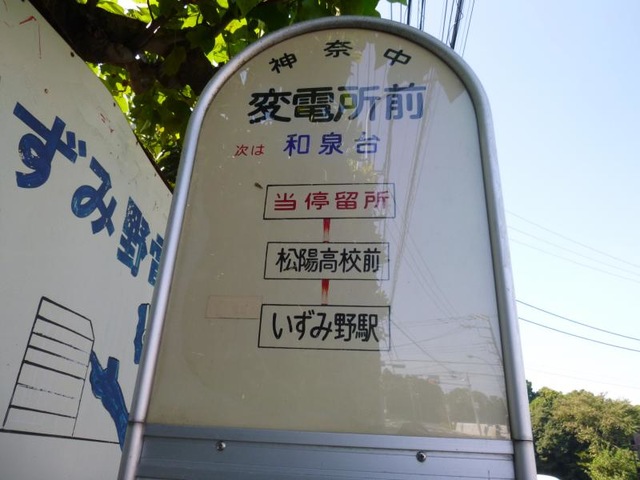 神奈中
変電所前
次は 和泉台
当停留所
松陽高校前
いずみ野駅
ずみ野